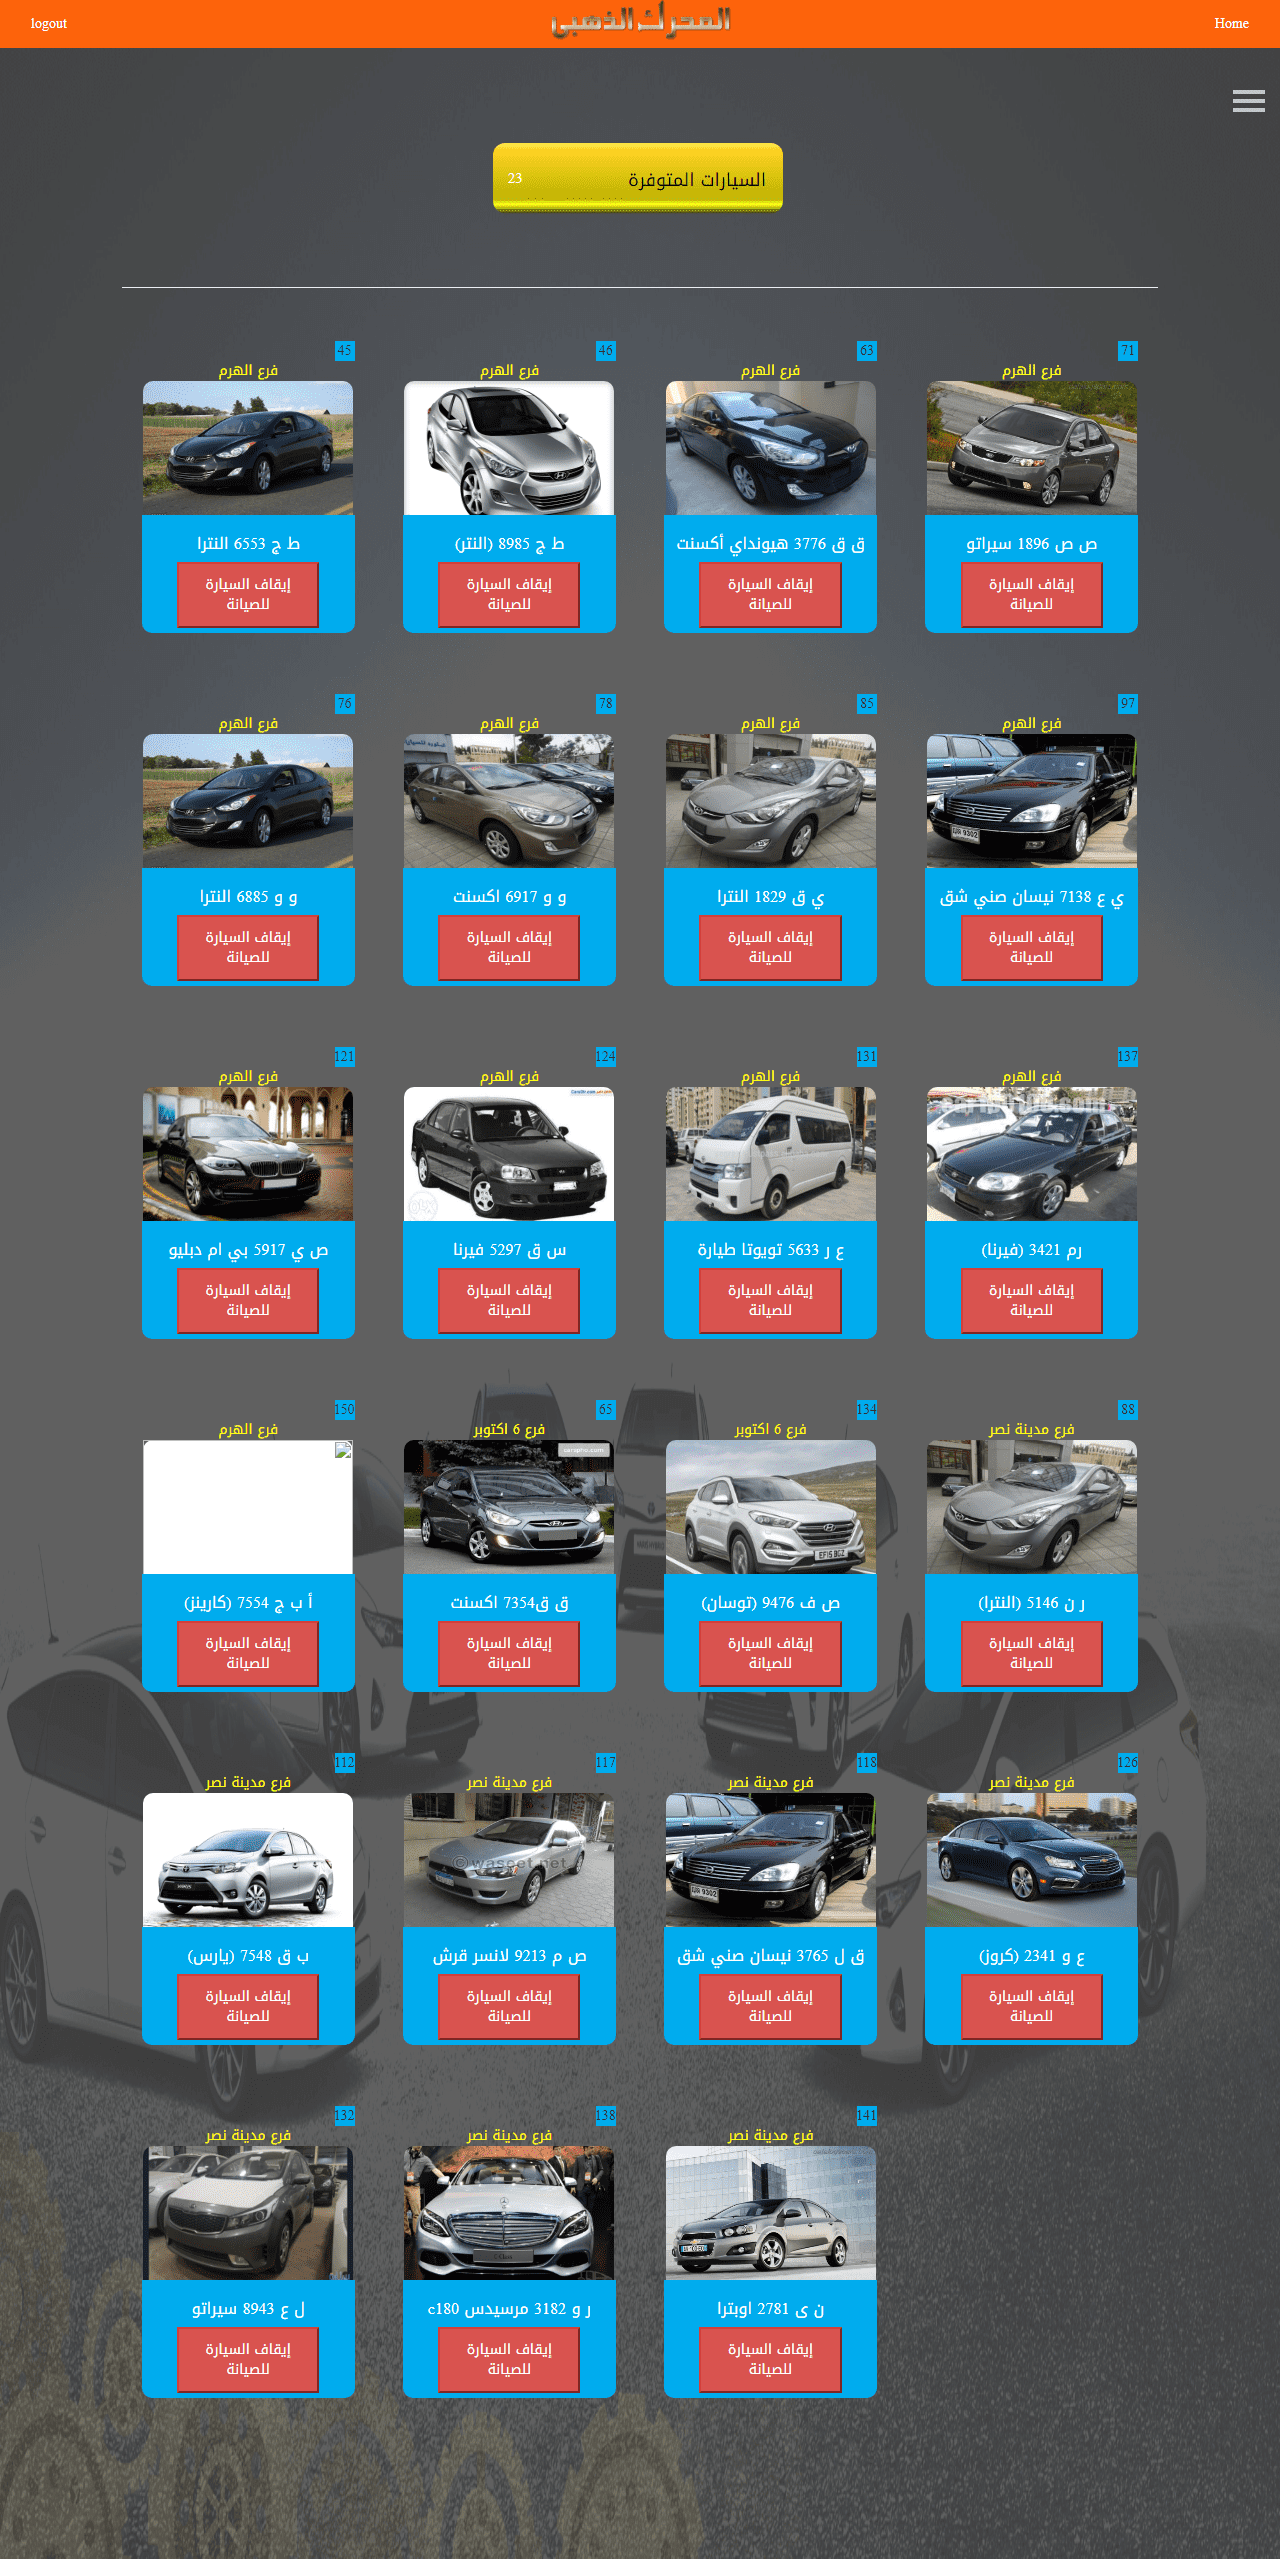 logout
المحرك الذهبى
Home
السيارات المتوفرة 23
45
فرع الهرم
ط ج 6553 النترا
إيقاف السيارة
للصيانة
46
فرع الهرم
ط ج 8985 (النتر)
إيقاف السيارة
للصيانة
63
فرع الهرم
ق ق 3776 هيونداي أكسنت
إيقاف السيارة
للصيانة
71
فرع الهرم
ص ص 1896 سيراتو
إيقاف السيارة
للصيانة
76
فرع الهرم
و و 6885 النترا
إيقاف السيارة
للصيانة
78
فرع الهرم
و و 6917 اكسنت
إيقاف السيارة
للصيانة
85
فرع الهرم
ي ق 1829 النترا
إيقاف السيارة
للصيانة
97
فرع الهرم
9302
ي ع 7138 نيسان صني شق
إيقاف السيارة
للصيانة
121
فرع الهرم
ص ي 5917 بي ام دبليو
إيقاف السيارة
للصيانة
124
فرع الهرم
س ق 5297 فيرنا
إيقاف السيارة
للصيانة
131
فرع الهرم
ع ر 5633 تويوتا طيارة
إيقاف السيارة
للصيانة
137
فرع الهرم
رم 3421 (فيرنا)
إيقاف السيارة
للصيانة
150
فرع الهرم
أ ب ج 7554 (كارينز)
إيقاف السيارة
للصيانة
65
فرع 6 اكتوبر
ق ق7354 اكسنت
إيقاف السيارة
للصيانة
134
فرع 6 اكتوبر
EF15 BGZ
ص ف 9476 (توسان)
إيقاف السيارة
للصيانة
88
فرع مدينة نصر
ر ن 5146 (النترا)
إيقاف السيارة
للصيانة
112
فرع مدينة نصر
ب ق 7548 (يارس)
إيقاف السيارة
للصيانة
117
فرع مدينة نصر
©waseet.net
ص م 9213 لانسر قرش
إيقاف السيارة
للصيانة
118
فرع مدينة نصر
9302
ق ل 3765 نيسان صني شق
إيقاف السيارة
للصيانة
126
فرع مدينة نصر
ع و 2341 (كروز)
إيقاف السيارة
للصيانة
132
فرع مدينة نصر
ل ع 8943 سيراتو
إيقاف السيارة
للصيانة
138
فرع مدينة نصر
ر و 3182 مرسيدس c180
إيقاف السيارة
للصيانة
141
فرع مدينة نصر
ن ى 2781 اوبترا
إيقاف السيارة
للصيانة